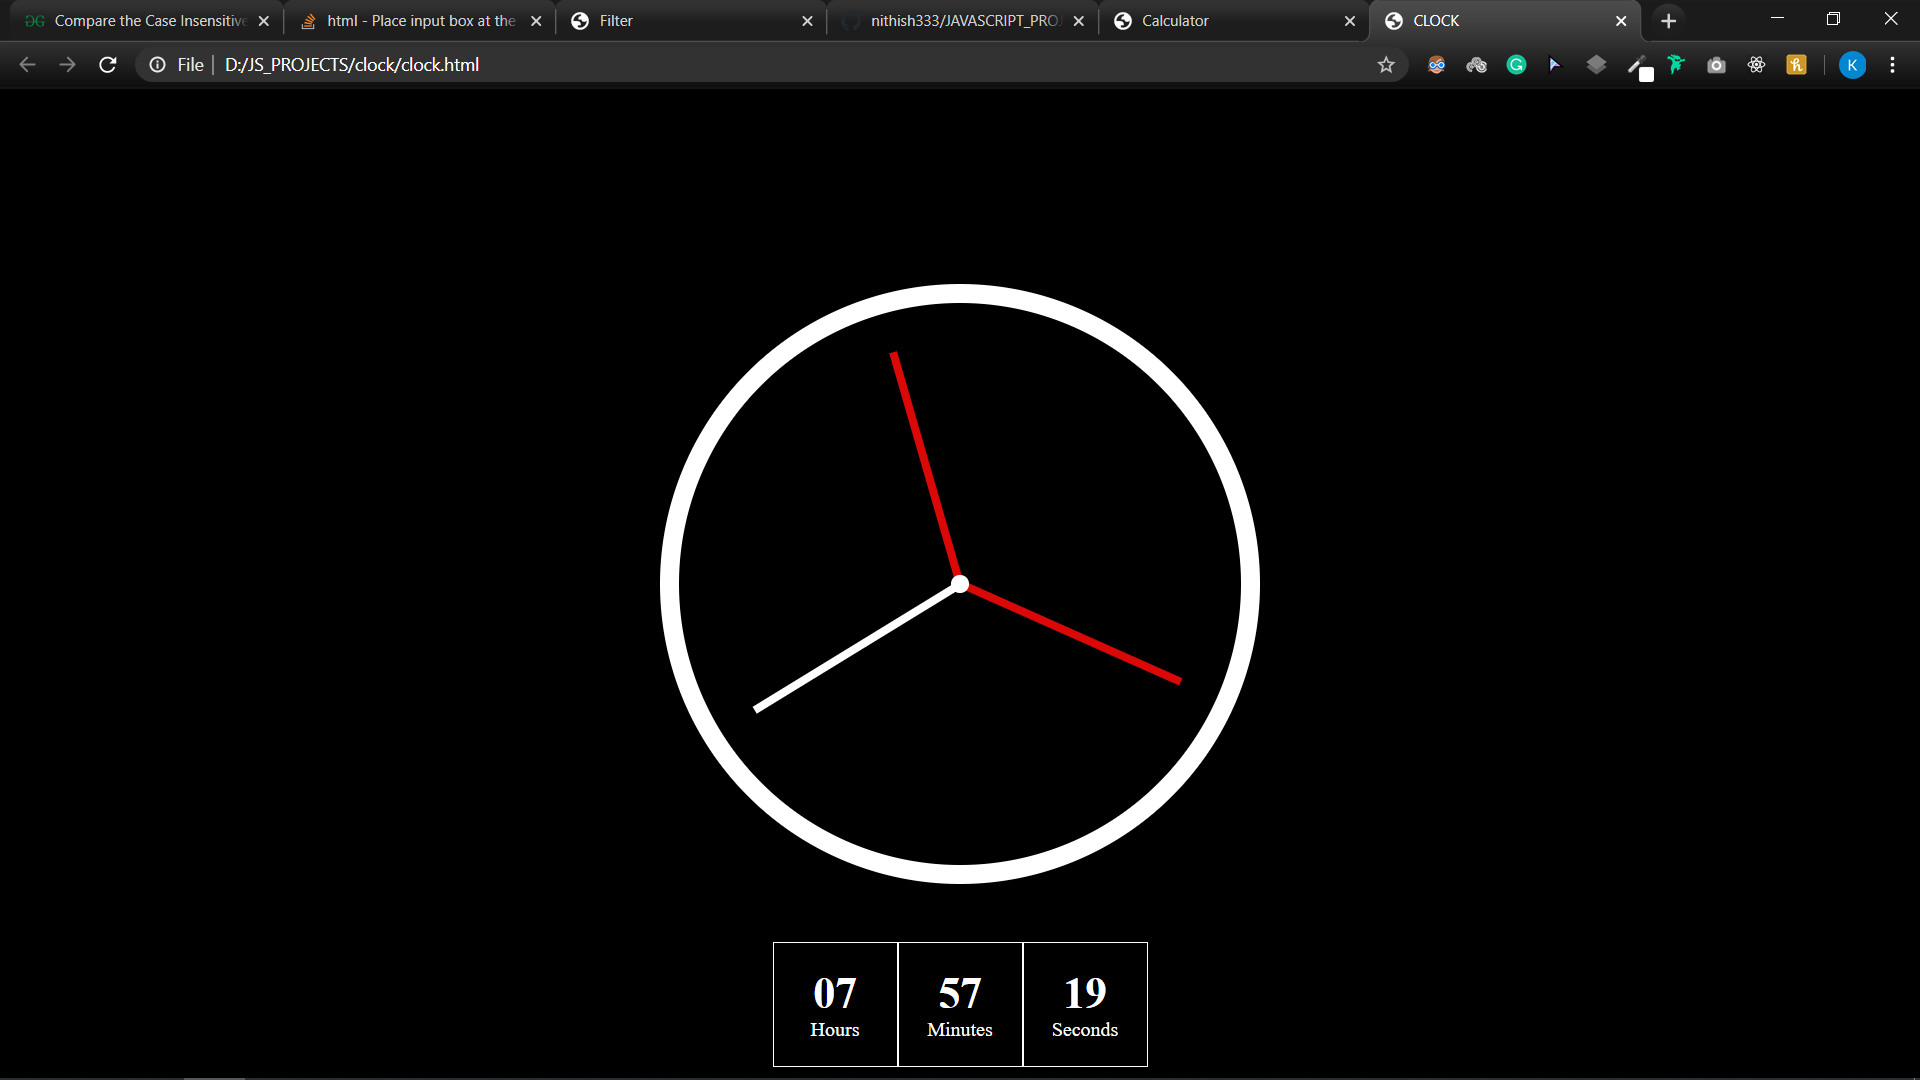 Compare the Case Insensitive
html - Place input box at the
Filter
nithish333/JAVASCRIPT_PRO
Calculator
CLOCK
File
D:/JS_PROJECTS/clock/clock.html
K
07
57
19
Hours
Minutes
Seconds